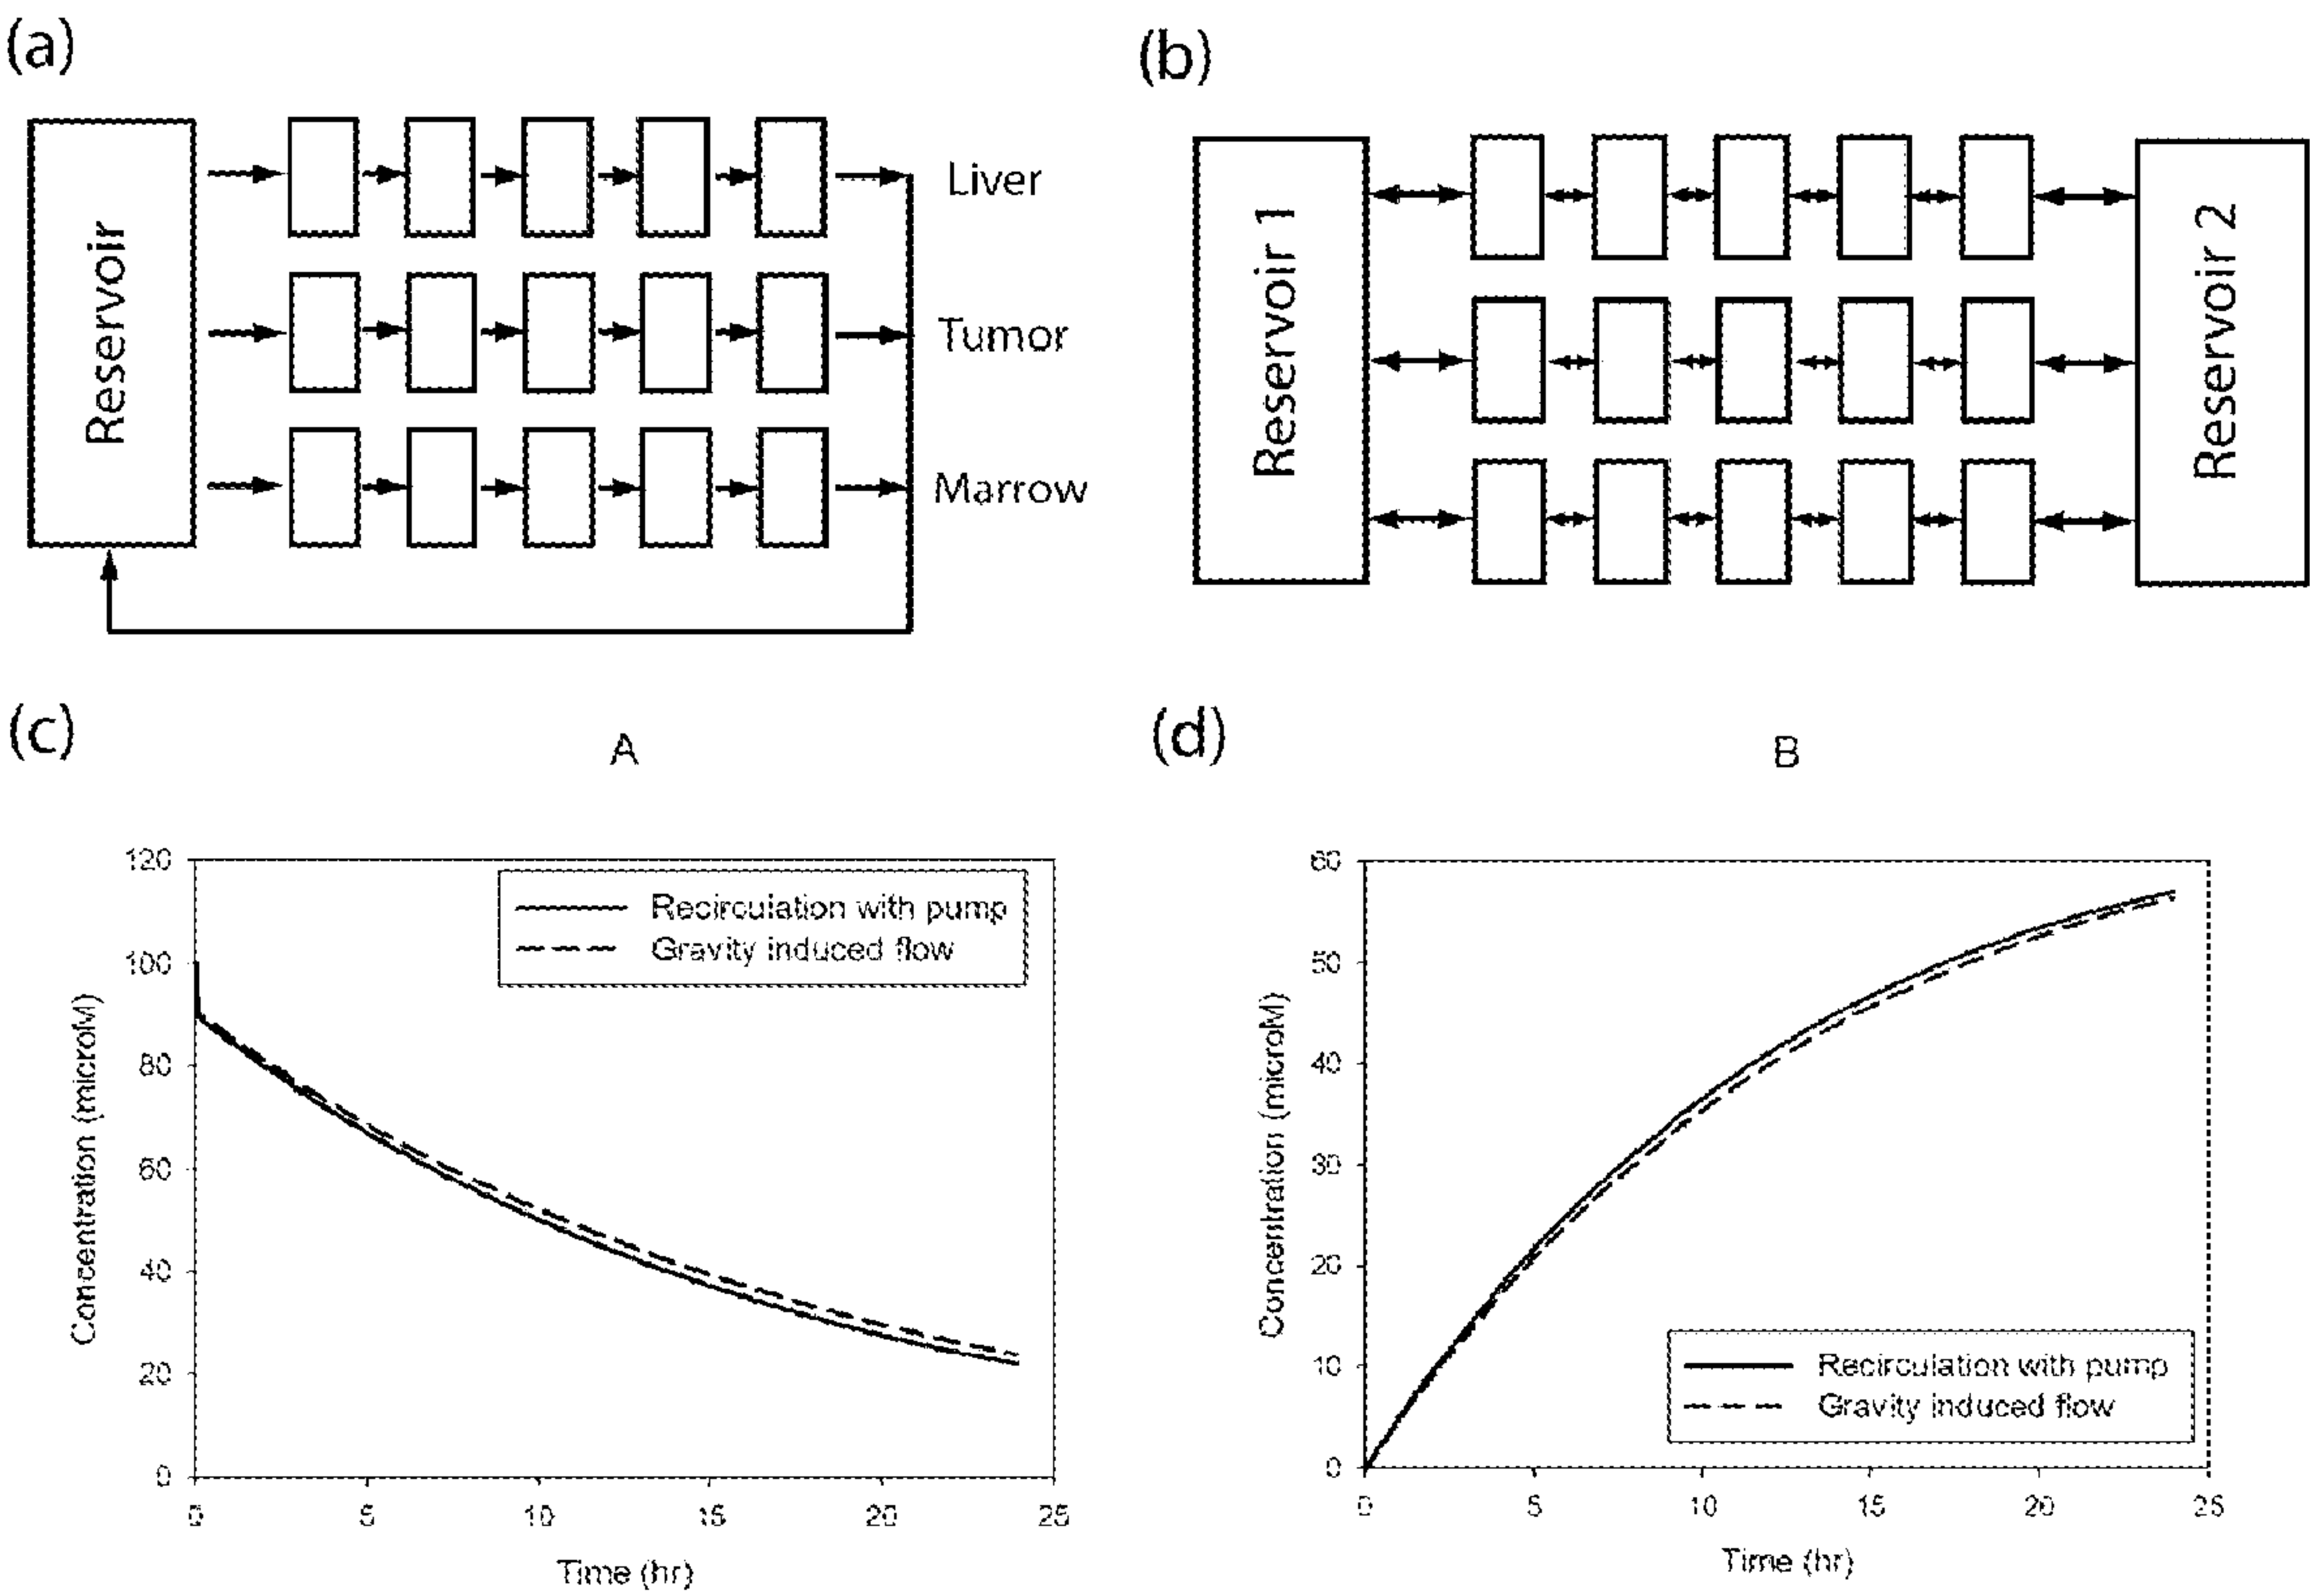 (a)
(b)
Reservoir
Liver
Tumor
Marrow
Reservoir 1
Reservoir 2
(c)
A
(d)
B
Concentration (microM)
120
100
80
60
40
20
0
Recirculation with pump
Gravity induced flow
0 5 10 15 20 25
Time (hr)
Concentration (microM)
60
50
40
30
20
10
0
Recirculation with pump
Gravity induced flow
0 5 10 15 20 25
Time (hr)